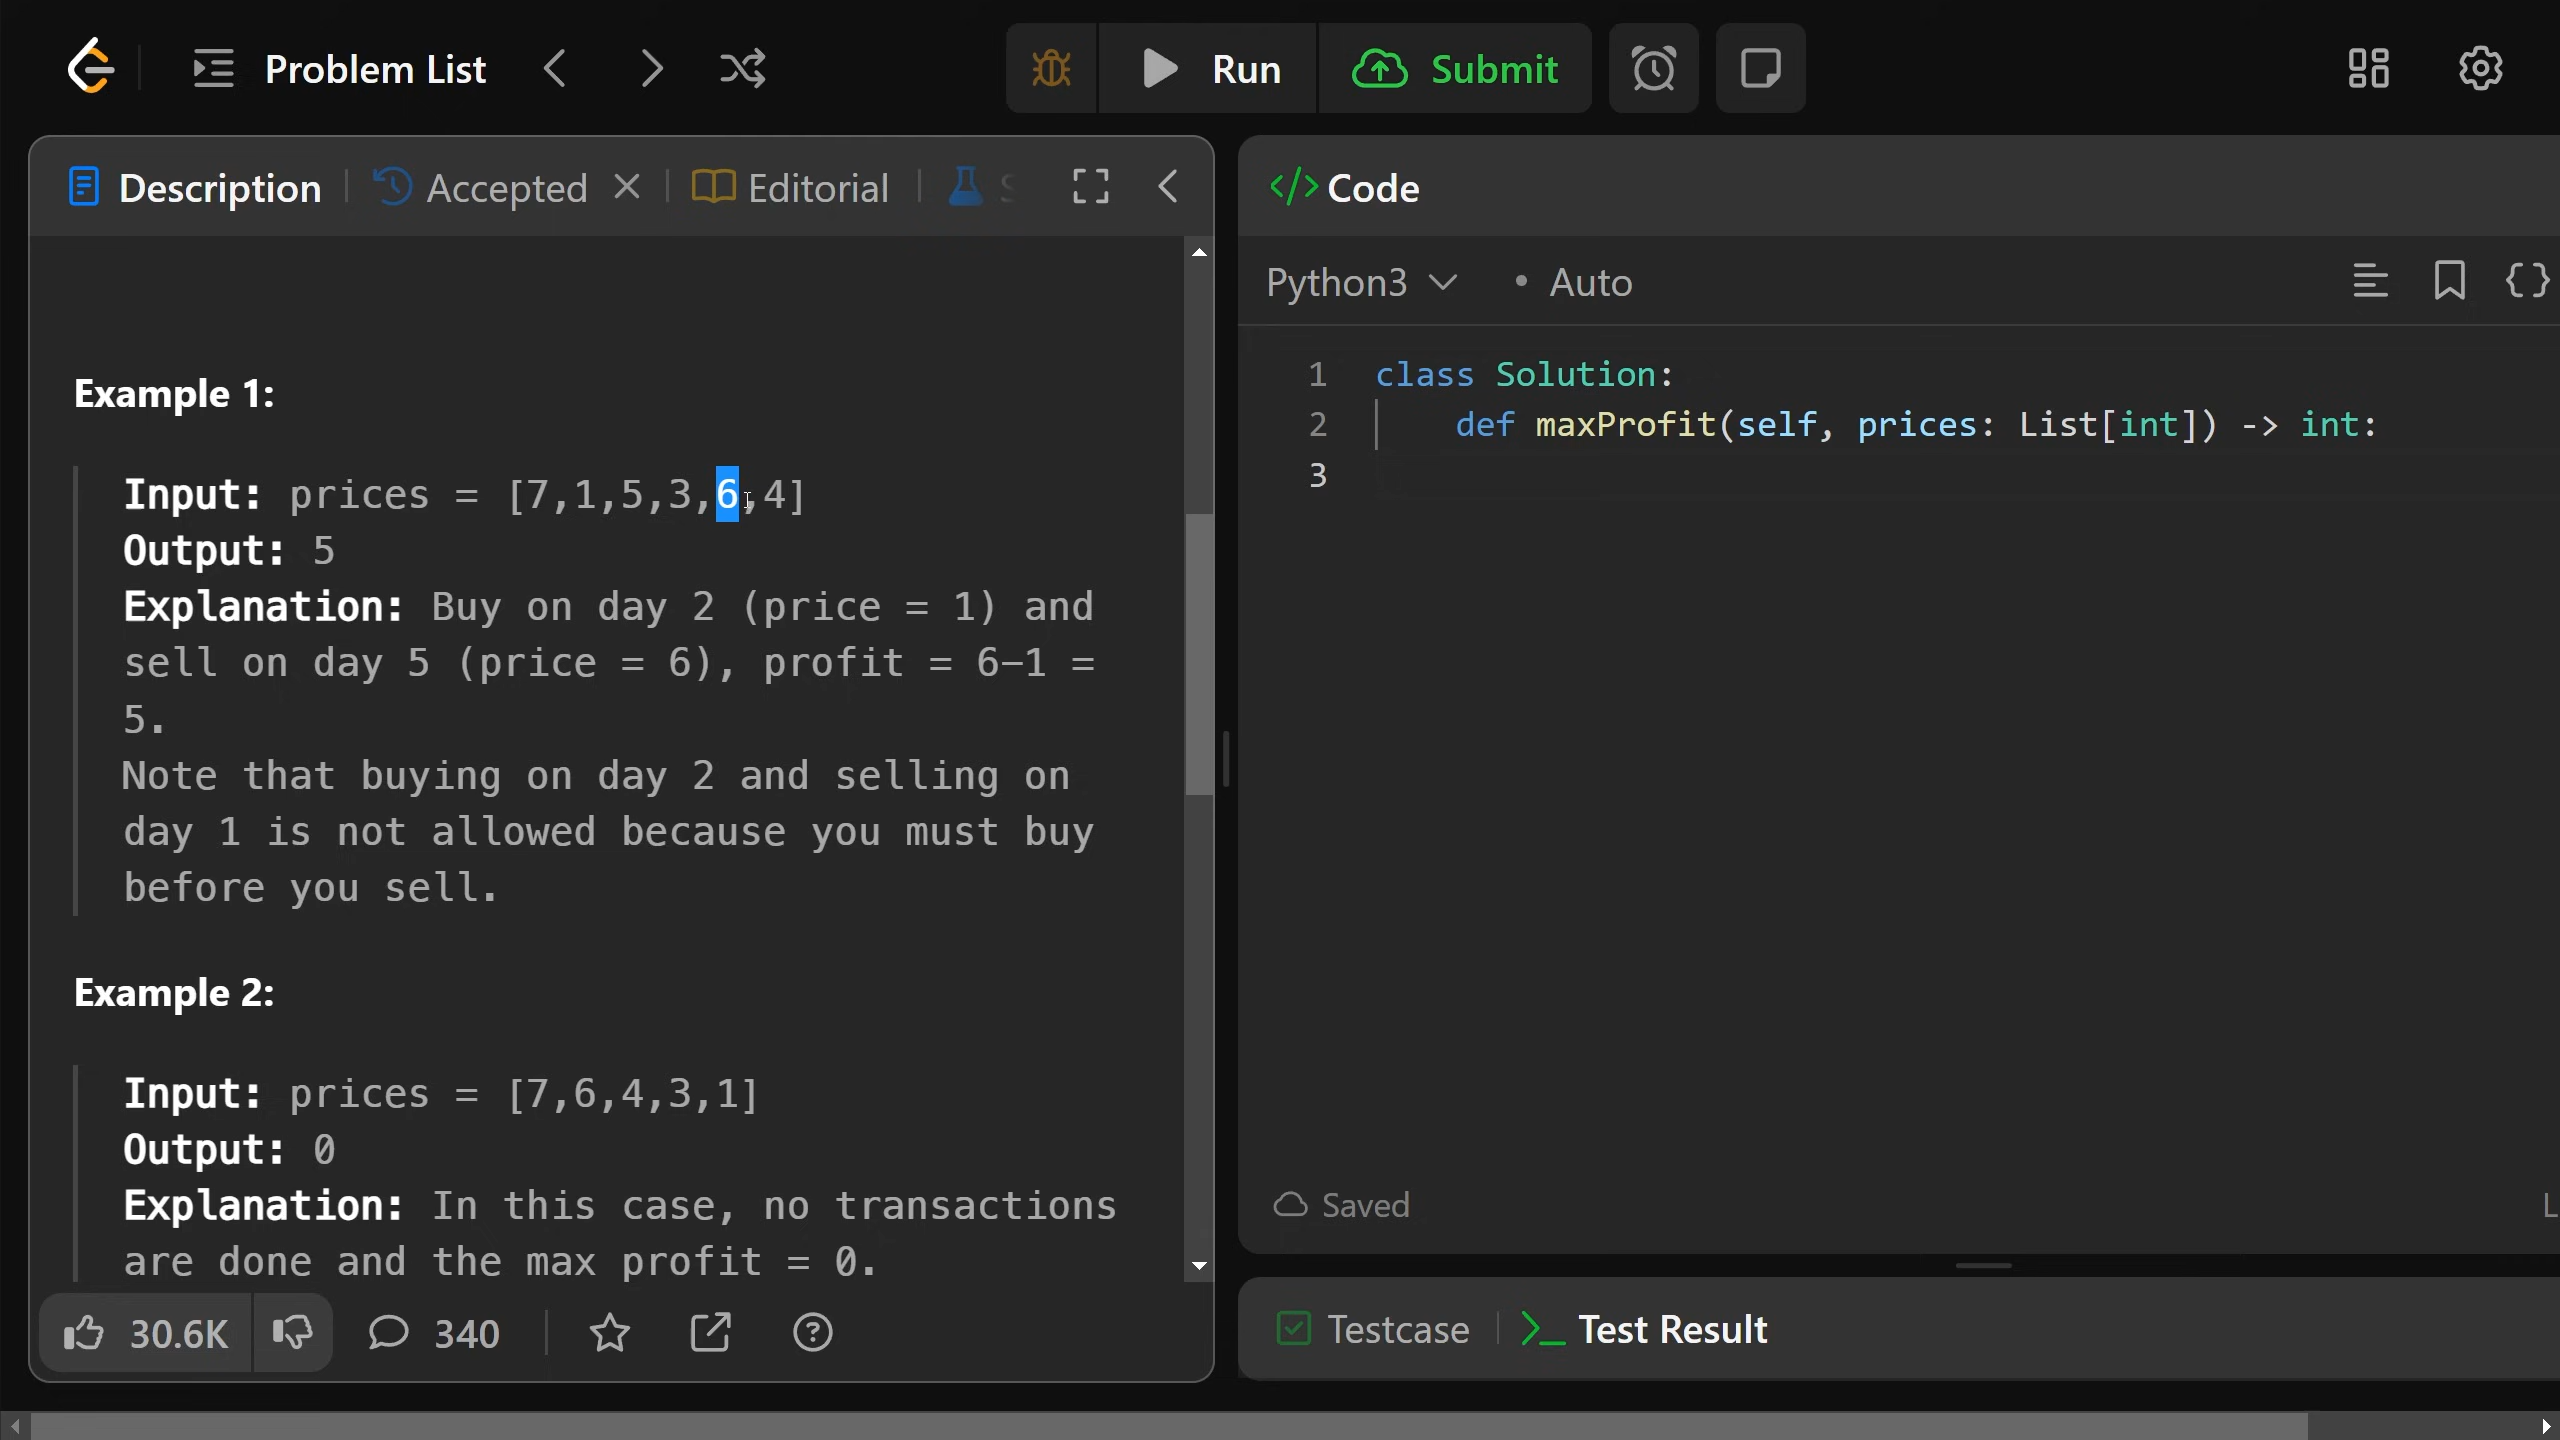 Problem List
Run
Submit
Description
Accepted
Editorial
S
Code
Python3
• Auto
Example 1:
Input: prices = [7,1,5,3,6,4]
Output: 5
Explanation: Buy on day 2 (price = 1) and
sell on day 5 (price = 6), profit = 6-1 =
5.
Note that buying on day 2 and selling on
day 1 is not allowed because you must buy
before you sell.
Example 2:
Input: prices = [7,6,4,3,1]
Output: 0
Explanation: In this case, no transactions
are done and the max profit = 0.
30.6K
340
1 class Solution:
2 def maxProfit(self, prices: List[int]) -> int:
3
Saved
L
Testcase
Test Result